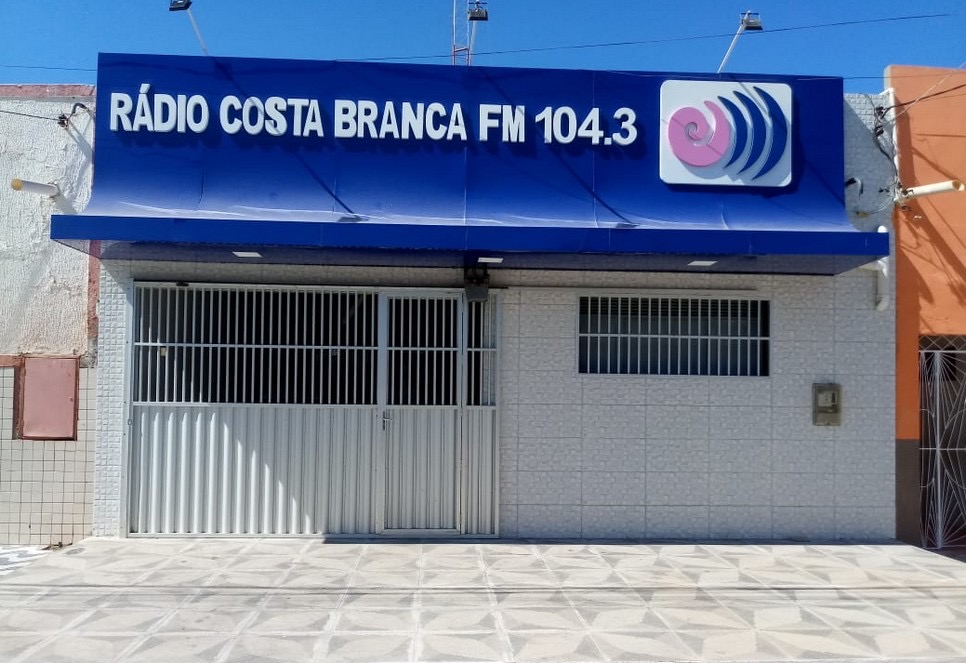 RÁDIO COSTA BRANCA FM 104.3